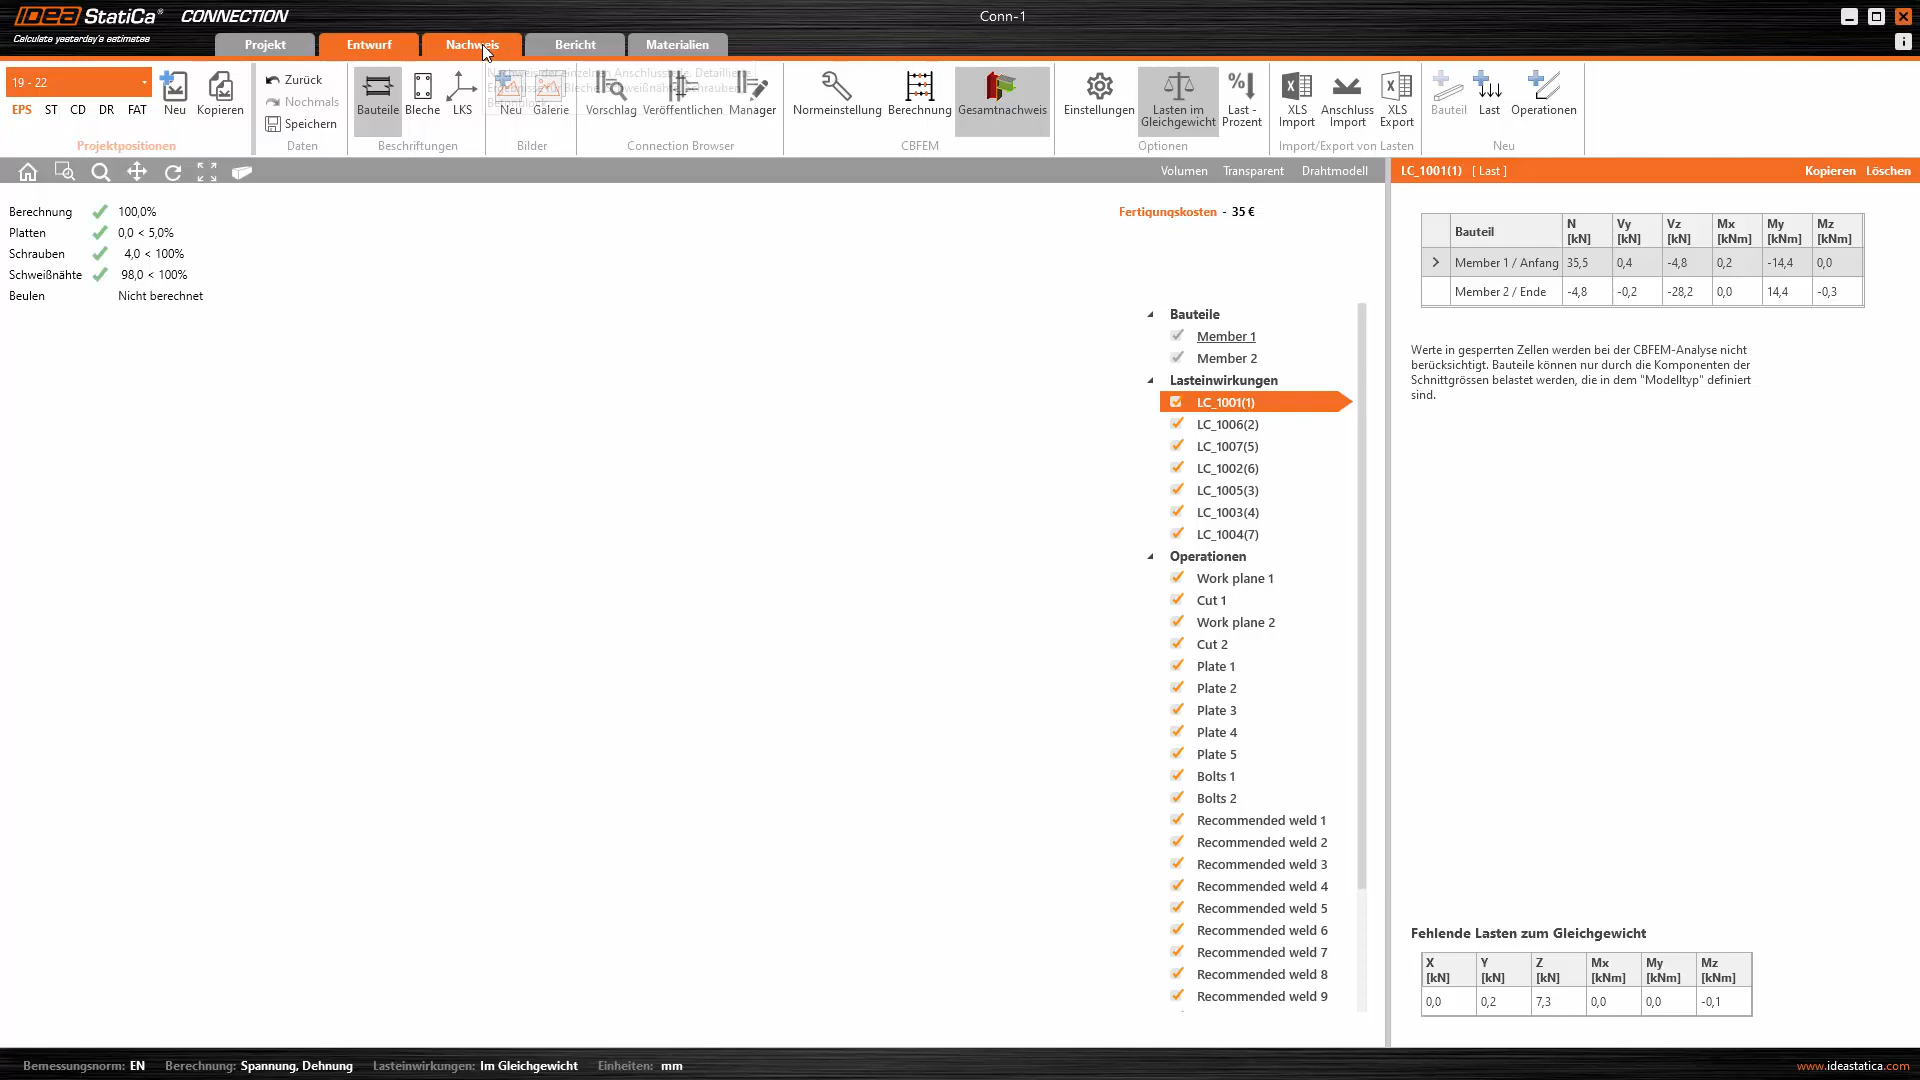 IDEA StatiCa® CONNECTION
Calculate yesterday's estimates
Conn-1
Projekt Entwurf Nachweis Bericht Materialien
19 - 22
EPS ST CD DR FAT
Neu Kopieren
Projektpositionen
Zurück
Nochmals
Speichern
Daten
Bauteile Bleche LKS
Beschriftungen
Neu Galerie
Bilder
Vorschlag Veröffentlichen Manager
Connection Browser
Normeinstellung Berechnung Gesamtnachweis
CBFEM
Einstellungen Lasten im Gleichgewicht Last - Prozent
Optionen
XLS Import Anschluss Import XLS Export
Import/Export von Lasten
Bauteil Last Operationen
Neu
Volumen Transparent Drahtmodell
LC_1001(1) [ Last ] Kopieren Löschen
Berechnung 100,0%
Platten 0,0 < 5,0%
Schrauben 4,0 < 100%
Schweißnähte 98,0 < 100%
Beulen Nicht berechnet
Fertigungskosten - 35 €
Bauteile
Member 1
Member 2
Lasteinwirkungen
LC_1001(1)
LC_1006(2)
LC_1007(5)
LC_1002(6)
LC_1005(3)
LC_1003(4)
LC_1004(7)
Operationen
Work plane 1
Cut 1
Work plane 2
Cut 2
Plate 1
Plate 2
Plate 3
Plate 4
Plate 5
Bolts 1
Bolts 2
Recommended weld 1
Recommended weld 2
Recommended weld 3
Recommended weld 4
Recommended weld 5
Recommended weld 6
Recommended weld 7
Recommended weld 8
Recommended weld 9
Bauteil N [kN] Vy [kN] Vz [kN] Mx [kNm] My [kNm] Mz [kNm]
Member 1 / Anfang 35,5 0,4 -4,8 0,2 -14,4 0,0
Member 2 / Ende -4,8 -0,2 -28,2 0,0 14,4 -0,3
Werte in gesperrten Zellen werden bei der CBFEM-Analyse nicht
berücksichtigt. Bauteile können nur durch die Komponenten der
Schnittgrössen belastet werden, die in dem "Modelltyp" definiert
sind.
Fehlende Lasten zum Gleichgewicht
X [kN] Y [kN] Z [kN] Mx [kNm] My [kNm] Mz [kNm]
0,0 0,2 7,3 0,0 0,0 -0,1
Bemessungsnorm: EN Berechnung: Spannung, Dehnung Lasteinwirkungen: Im Gleichgewicht Einheiten: mm
www.ideastatica.com